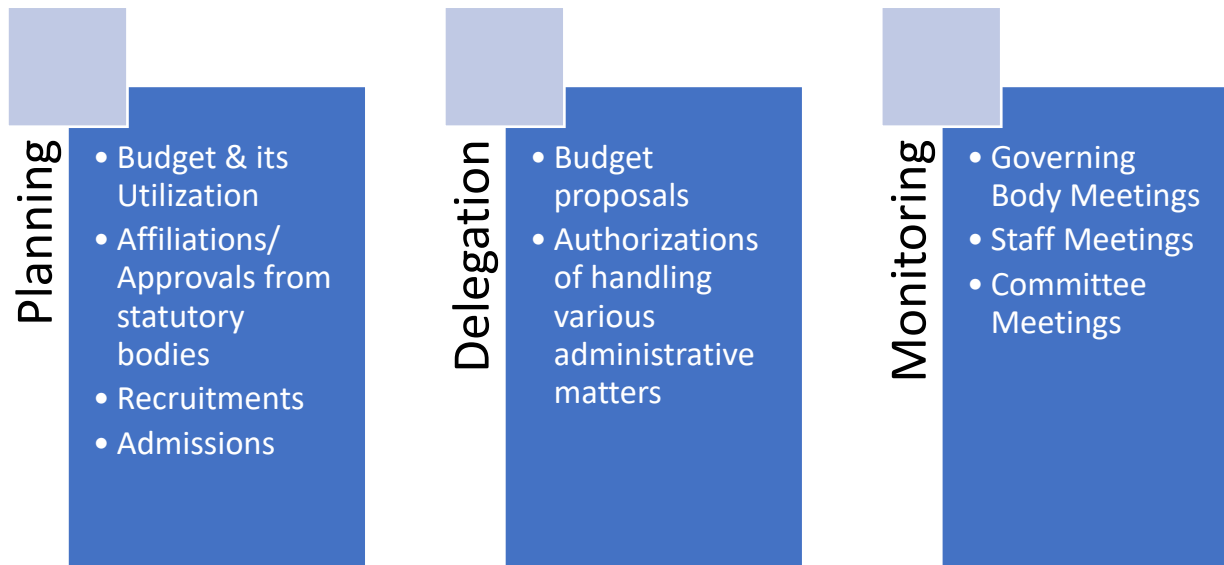 Planning
• Budget & its
Utilization
• Affiliations/
Approvals from
statutory
bodies
• Recruitments
• Admissions
Delegation
• Budget
proposals
• Authorizations
of handling
various
administrative
matters
Monitoring
• Governing
Body Meetings
• Staff Meetings
• Committee
Meetings